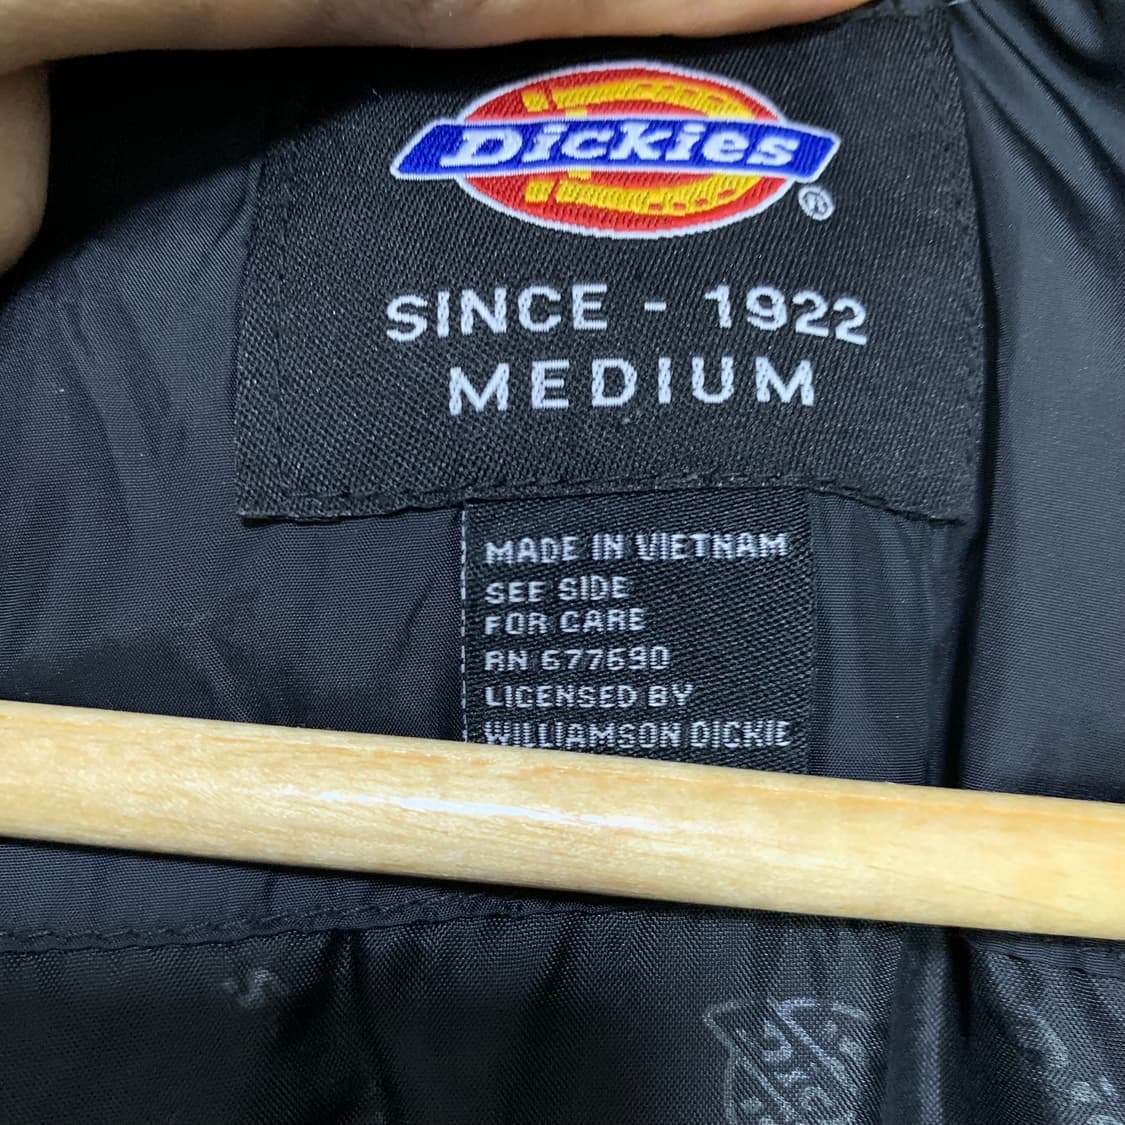 Dickies®
SINCE - 1922
MEDIUM
MADE IN VIETNAM
SEE SIDE
FOR CARE
RN 677690
LICENSED BY
WILLIAMSON DICKIE